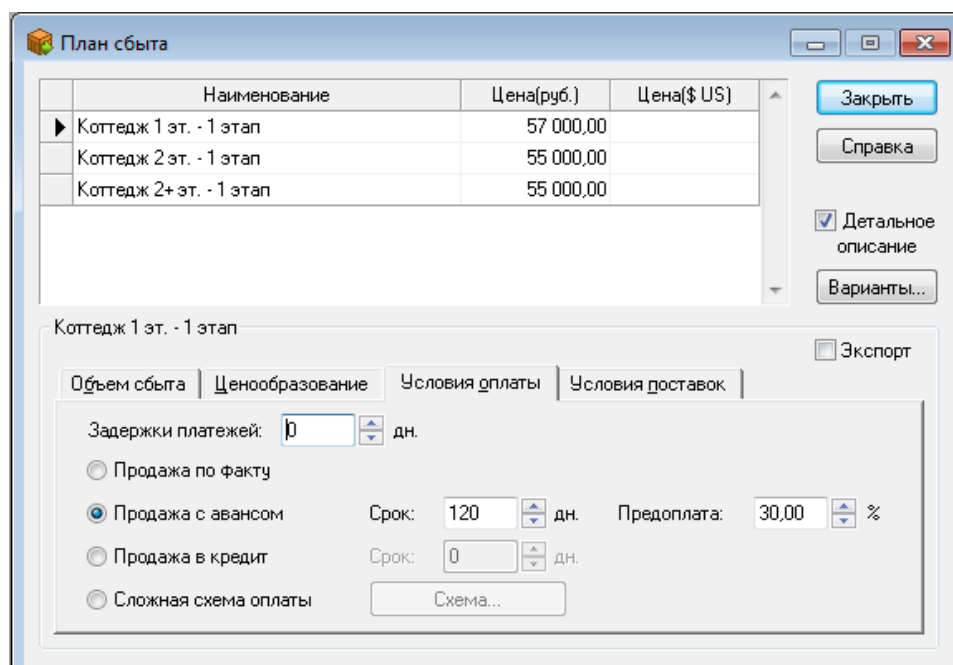 План сбыта
Наименование Цена(руб.) Цена($ US)
Коттедж 1 эт. - 1 этап 57 000,00
Коттедж 2 эт. - 1 этап 55 000,00
Коттедж 2+ эт. - 1 этап 55 000,00
Закрыть
Справка
Детальное
описание
Варианты...
Коттедж 1 эт. - 1 этап
Экспорт
Объем сбыта Ценообразование Условия оплаты Условия поставок
Задержки платежей: 0 дн.
Продажа по факту
Продажа с авансом Срок: 120 дн. Предоплата: 30,00 %
Продажа в кредит Срок: 0 дн.
Сложная схема оплаты Схема...